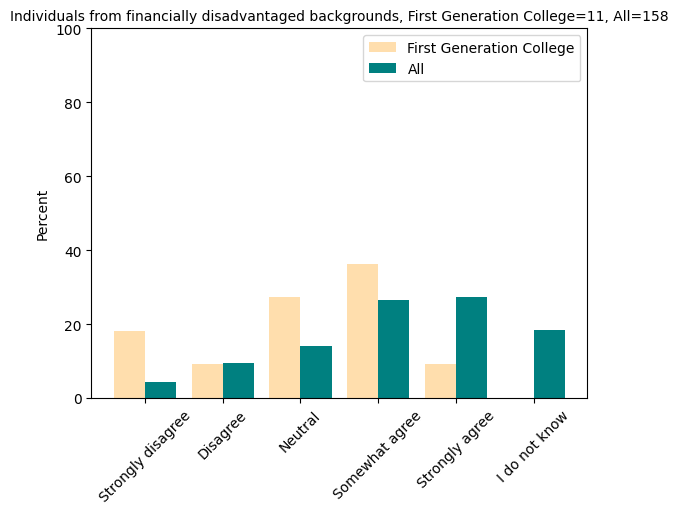 Individuals from financially disadvantaged backgrounds, First Generation College=11, All=158
100
First Generation College
All
80
60
Percent
40
20
0
Strongly disagree
Disagree
Neutral
Somewhat agree
Strongly agree
I do not know